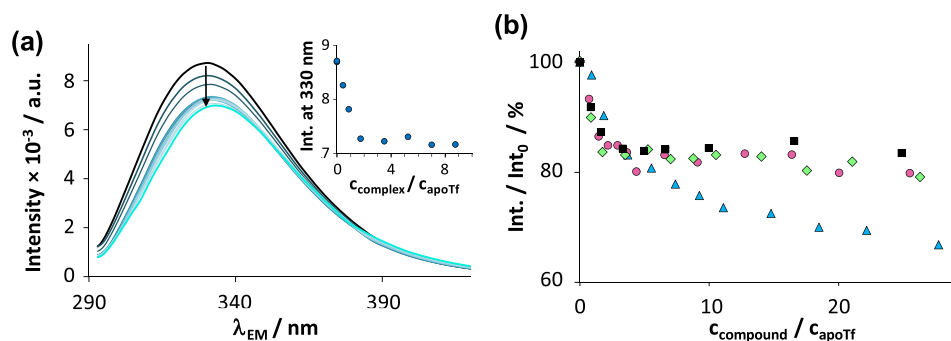 (a)
Intensity × 10⁻³ / a.u.
8
6
4
2
0
290
340
390
λEM / nm
Int. at 330 nm
9
8
7
0
4
8
ccomplex / capoTf
(b)
Int. / Int0 / %
100
80
60
0
10
20
ccompound / capoTf